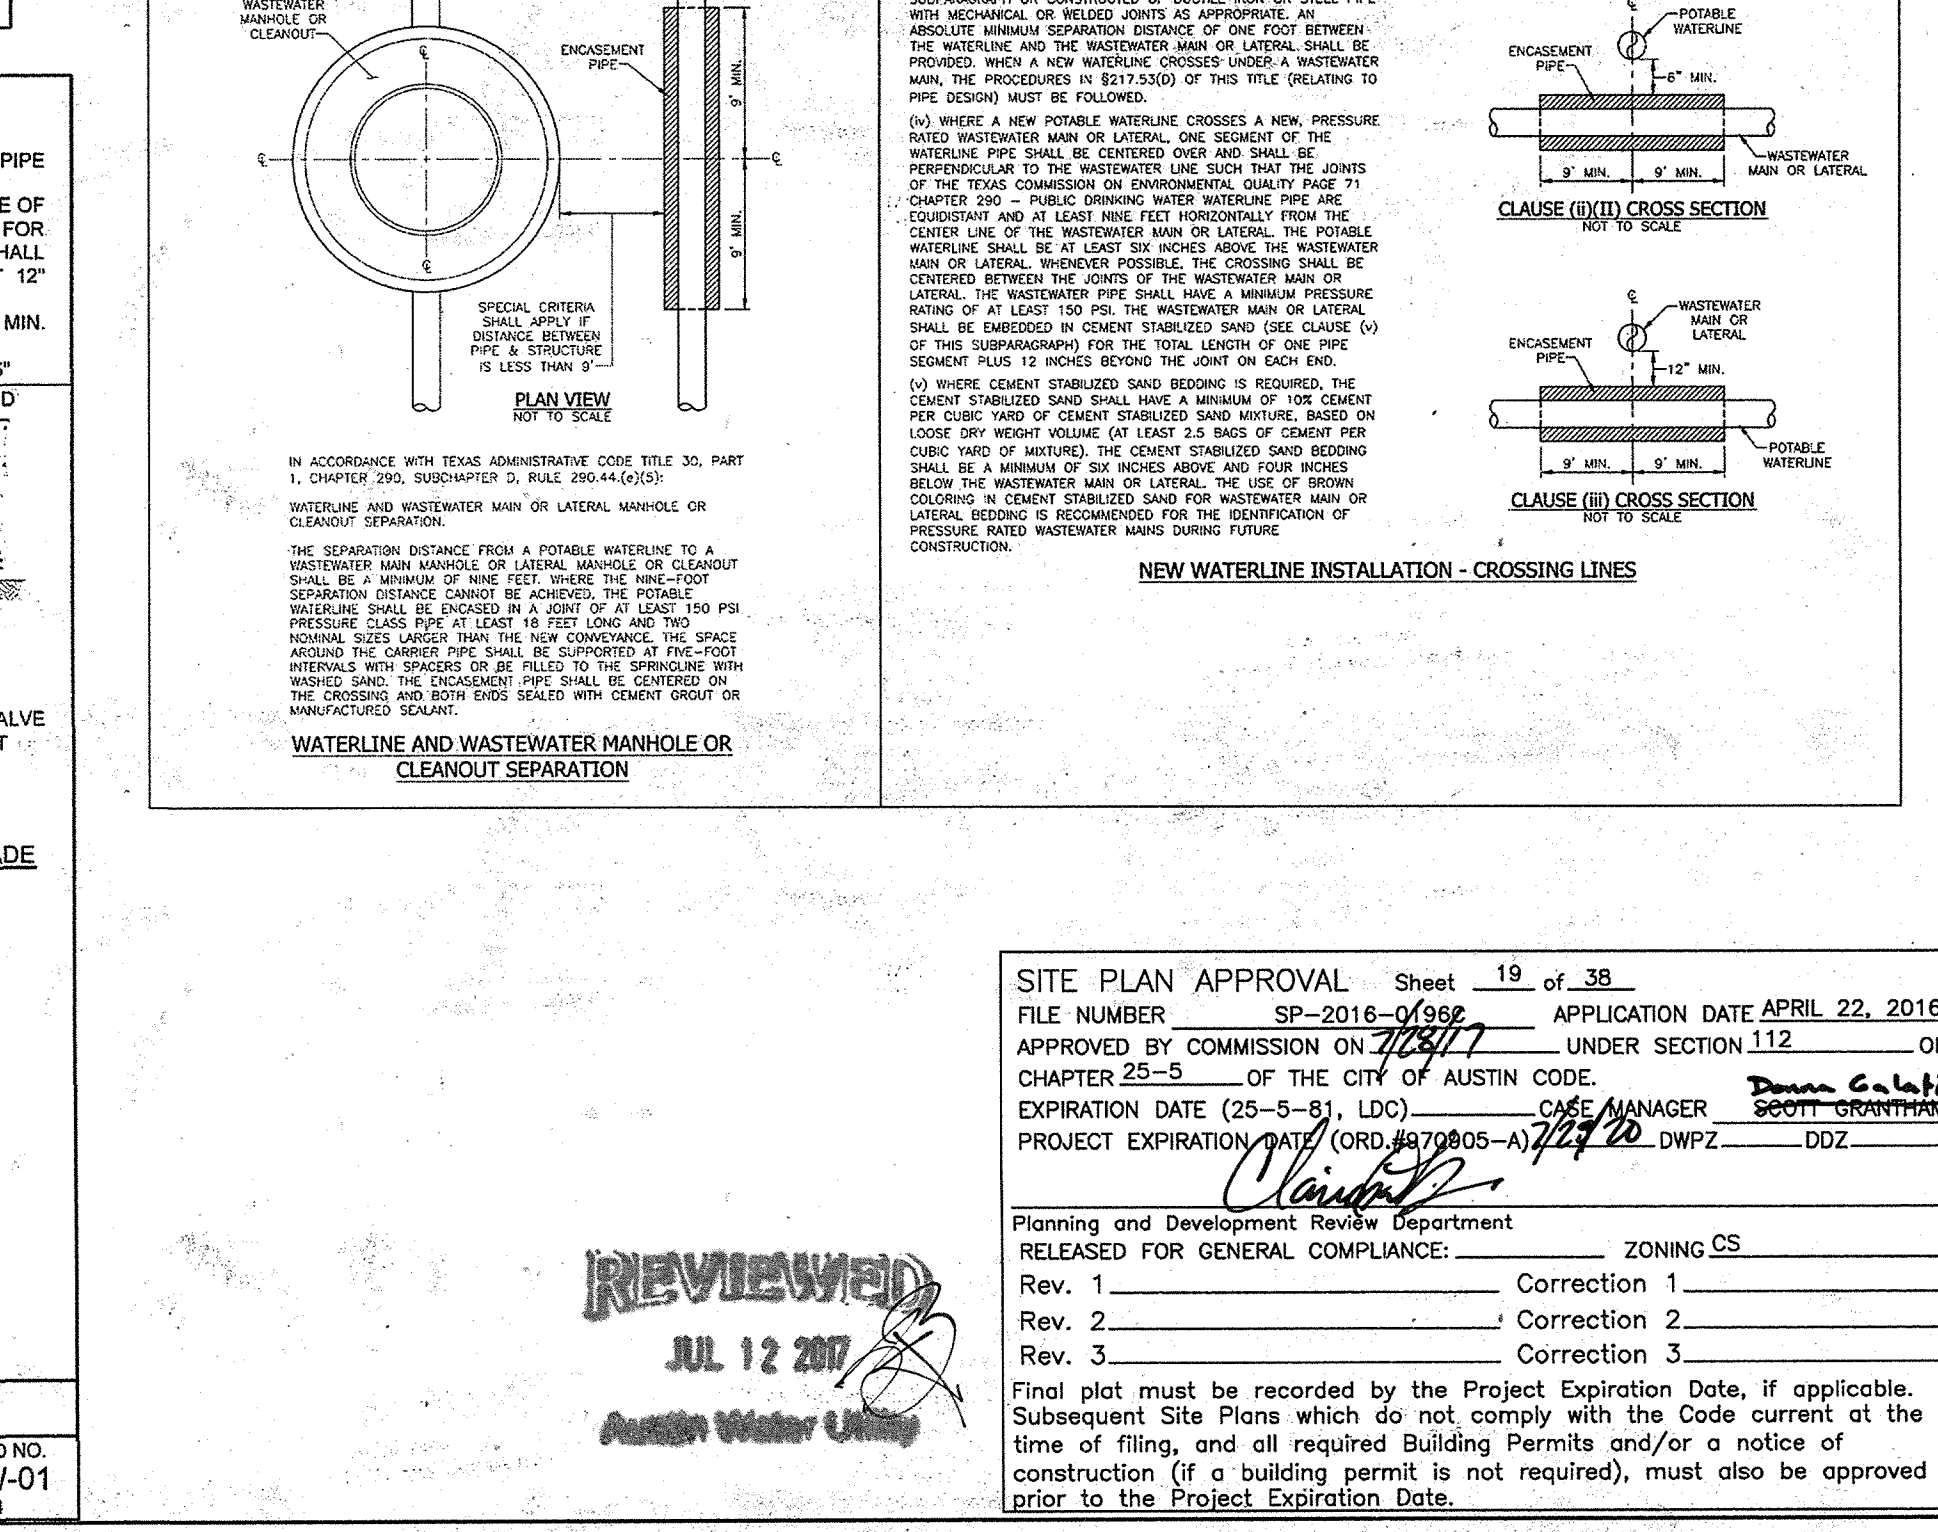 PIPE
E OF
FOR
HALL
12"
MIN.
D
ALVE
ADE
NO.
-01
WASTEWATER
MANHOLE OR
CLEANOUT
ENCASEMENT
PIPE
9' MIN.
9' MIN.
SPECIAL CRITERIA
SHALL APPLY IF
DISTANCE BETWEEN
PIPE & STRUCTURE
IS LESS THAN 9'
PLAN VIEW
NOT TO SCALE
IN ACCORDANCE WITH TEXAS ADMINISTRATIVE CODE TITLE 30, PART
1, CHAPTER 290, SUBCHAPTER D, RULE 290.44.(e)(5):
WATERLINE AND WASTEWATER MAIN OR LATERAL MANHOLE OR
CLEANOUT SEPARATION.
THE SEPARATION DISTANCE FROM A POTABLE WATERLINE TO A
WASTEWATER MAIN MANHOLE OR LATERAL MANHOLE OR CLEANOUT
SHALL BE A MINIMUM OF NINE FEET. WHERE THE NINE-FOOT
SEPARATION DISTANCE CANNOT BE ACHIEVED, THE POTABLE
WATERLINE SHALL BE ENCASED IN A JOINT OF AT LEAST 150 PSI
PRESSURE CLASS PIPE AT LEAST 18 FEET LONG AND TWO
NOMINAL SIZES LARGER THAN THE NEW CONVEYANCE. THE SPACE
AROUND THE CARRIER PIPE SHALL BE SUPPORTED AT FIVE-FOOT
INTERVALS WITH SPACERS OR BE FILLED TO THE SPRINGLINE WITH
WASHED SAND. THE ENCASEMENT PIPE SHALL BE CENTERED ON
THE CROSSING AND BOTH ENDS SEALED WITH CEMENT GROUT OR
MANUFACTURED SEALANT.
WATERLINE AND WASTEWATER MANHOLE OR
CLEANOUT SEPARATION
SUBPARAGRAPH OR CONSTRUCTED OF DUCTILE IRON OR STEEL PIPE
WITH MECHANICAL OR WELDED JOINTS AS APPROPRIATE. AN
ABSOLUTE MINIMUM SEPARATION DISTANCE OF ONE FOOT BETWEEN
THE WATERLINE AND THE WASTEWATER MAIN OR LATERAL SHALL BE
PROVIDED. WHEN A NEW WATERLINE CROSSES UNDER A WASTEWATER
MAIN, THE PROCEDURES IN §217.53(D) OF THIS TITLE (RELATING TO
PIPE DESIGN) MUST BE FOLLOWED.
(iv) WHERE A NEW POTABLE WATERLINE CROSSES A NEW, PRESSURE
RATED WASTEWATER MAIN OR LATERAL, ONE SEGMENT OF THE
WATERLINE PIPE SHALL BE CENTERED OVER AND SHALL BE
PERPENDICULAR TO THE WASTEWATER LINE SUCH THAT THE JOINTS
OF THE TEXAS COMMISSION ON ENVIRONMENTAL QUALITY PAGE 71
CHAPTER 290 – PUBLIC DRINKING WATER WATERLINE PIPE ARE
EQUIDISTANT AND AT LEAST NINE FEET HORIZONTALLY FROM THE
CENTER LINE OF THE WASTEWATER MAIN OR LATERAL. THE POTABLE
WATERLINE SHALL BE AT LEAST SIX INCHES ABOVE THE WASTEWATER
MAIN OR LATERAL. WHENEVER POSSIBLE, THE CROSSING SHALL BE
CENTERED BETWEEN THE JOINTS OF THE WASTEWATER MAIN OR
LATERAL. THE WASTEWATER PIPE SHALL HAVE A MINIMUM PRESSURE
RATING OF AT LEAST 150 PSI. THE WASTEWATER MAIN OR LATERAL
SHALL BE EMBEDDED IN CEMENT STABILIZED SAND (SEE CLAUSE (v)
OF THIS SUBPARAGRAPH) FOR THE TOTAL LENGTH OF ONE PIPE
SEGMENT PLUS 12 INCHES BEYOND THE JOINT ON EACH END.
(v) WHERE CEMENT STABILIZED SAND BEDDING IS REQUIRED, THE
CEMENT STABILIZED SAND SHALL HAVE A MINIMUM OF 10% CEMENT
PER CUBIC YARD OF CEMENT STABILIZED SAND MIXTURE, BASED ON
LOOSE DRY WEIGHT VOLUME (AT LEAST 2.5 BAGS OF CEMENT PER
CUBIC YARD OF MIXTURE). THE CEMENT STABILIZED SAND BEDDING
SHALL BE A MINIMUM OF SIX INCHES ABOVE AND FOUR INCHES
BELOW THE WASTEWATER MAIN OR LATERAL. THE USE OF BROWN
COLORING IN CEMENT STABILIZED SAND FOR WASTEWATER MAIN OR
LATERAL BEDDING IS RECOMMENDED FOR THE IDENTIFICATION OF
PRESSURE RATED WASTEWATER MAINS DURING FUTURE
CONSTRUCTION.
POTABLE
WATERLINE
ENCASEMENT
PIPE
6" MIN.
WASTEWATER
MAIN OR LATERAL
9' MIN. 9' MIN.
CLAUSE (ii)(II) CROSS SECTION
NOT TO SCALE
WASTEWATER
MAIN OR
LATERAL
ENCASEMENT
PIPE
12" MIN.
POTABLE
WATERLINE
9' MIN. 9' MIN.
CLAUSE (iii) CROSS SECTION
NOT TO SCALE
NEW WATERLINE INSTALLATION - CROSSING LINES
REVIEWED
JUL 12 2017
Austin Water Utility
SITE PLAN APPROVAL Sheet 19 of 38
FILE NUMBER SP-2016-0196C APPLICATION DATE APRIL 22, 2016
APPROVED BY COMMISSION ON 7/28/17 UNDER SECTION 112 OF
CHAPTER 25-5 OF THE CITY OF AUSTIN CODE.
EXPIRATION DATE (25-5-81, LDC) CASE MANAGER SCOTT GRANTHAM
PROJECT EXPIRATION DATE (ORD.#970905-A) DWPZ DDZ
Planning and Development Review Department
RELEASED FOR GENERAL COMPLIANCE: ZONING CS
Rev. 1 Correction 1
Rev. 2 Correction 2
Rev. 3 Correction 3
Final plat must be recorded by the Project Expiration Date, if applicable.
Subsequent Site Plans which do not comply with the Code current at the
time of filing, and all required Building Permits and/or a notice of
construction (if a building permit is not required), must also be approved
prior to the Project Expiration Date.